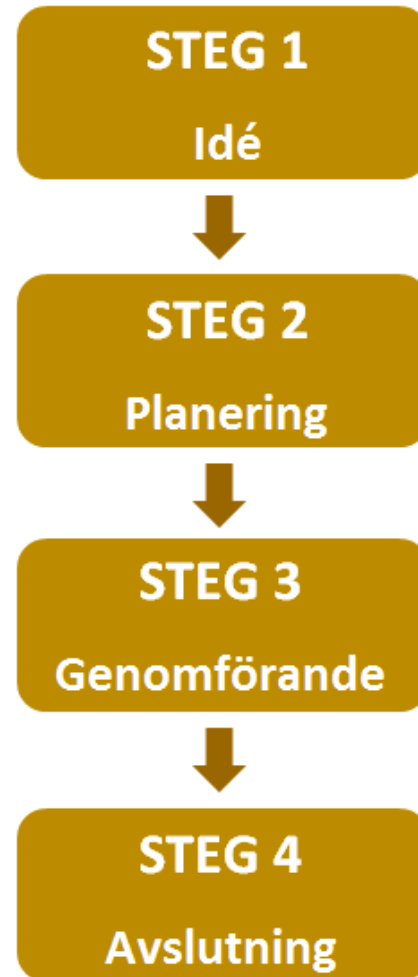 STEG 1
Idé
STEG 2
Planering
STEG 3
Genomförande
STEG 4
Avslutning